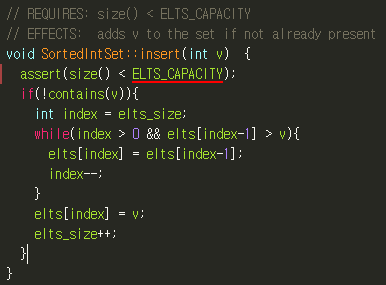 // REQUIRES: size() < ELTS_CAPACITY
// EFFECTS:  adds v to the set if not already present
void SortedIntSet::insert(int v)  {
  assert(size() < ELTS_CAPACITY);
  if(!contains(v)){
    int index = elts_size;
    while(index > 0 && elts[index-1] > v){
      elts[index] = elts[index-1];
      index--;
    }
    elts[index] = v;
    elts_size++;
  }
}